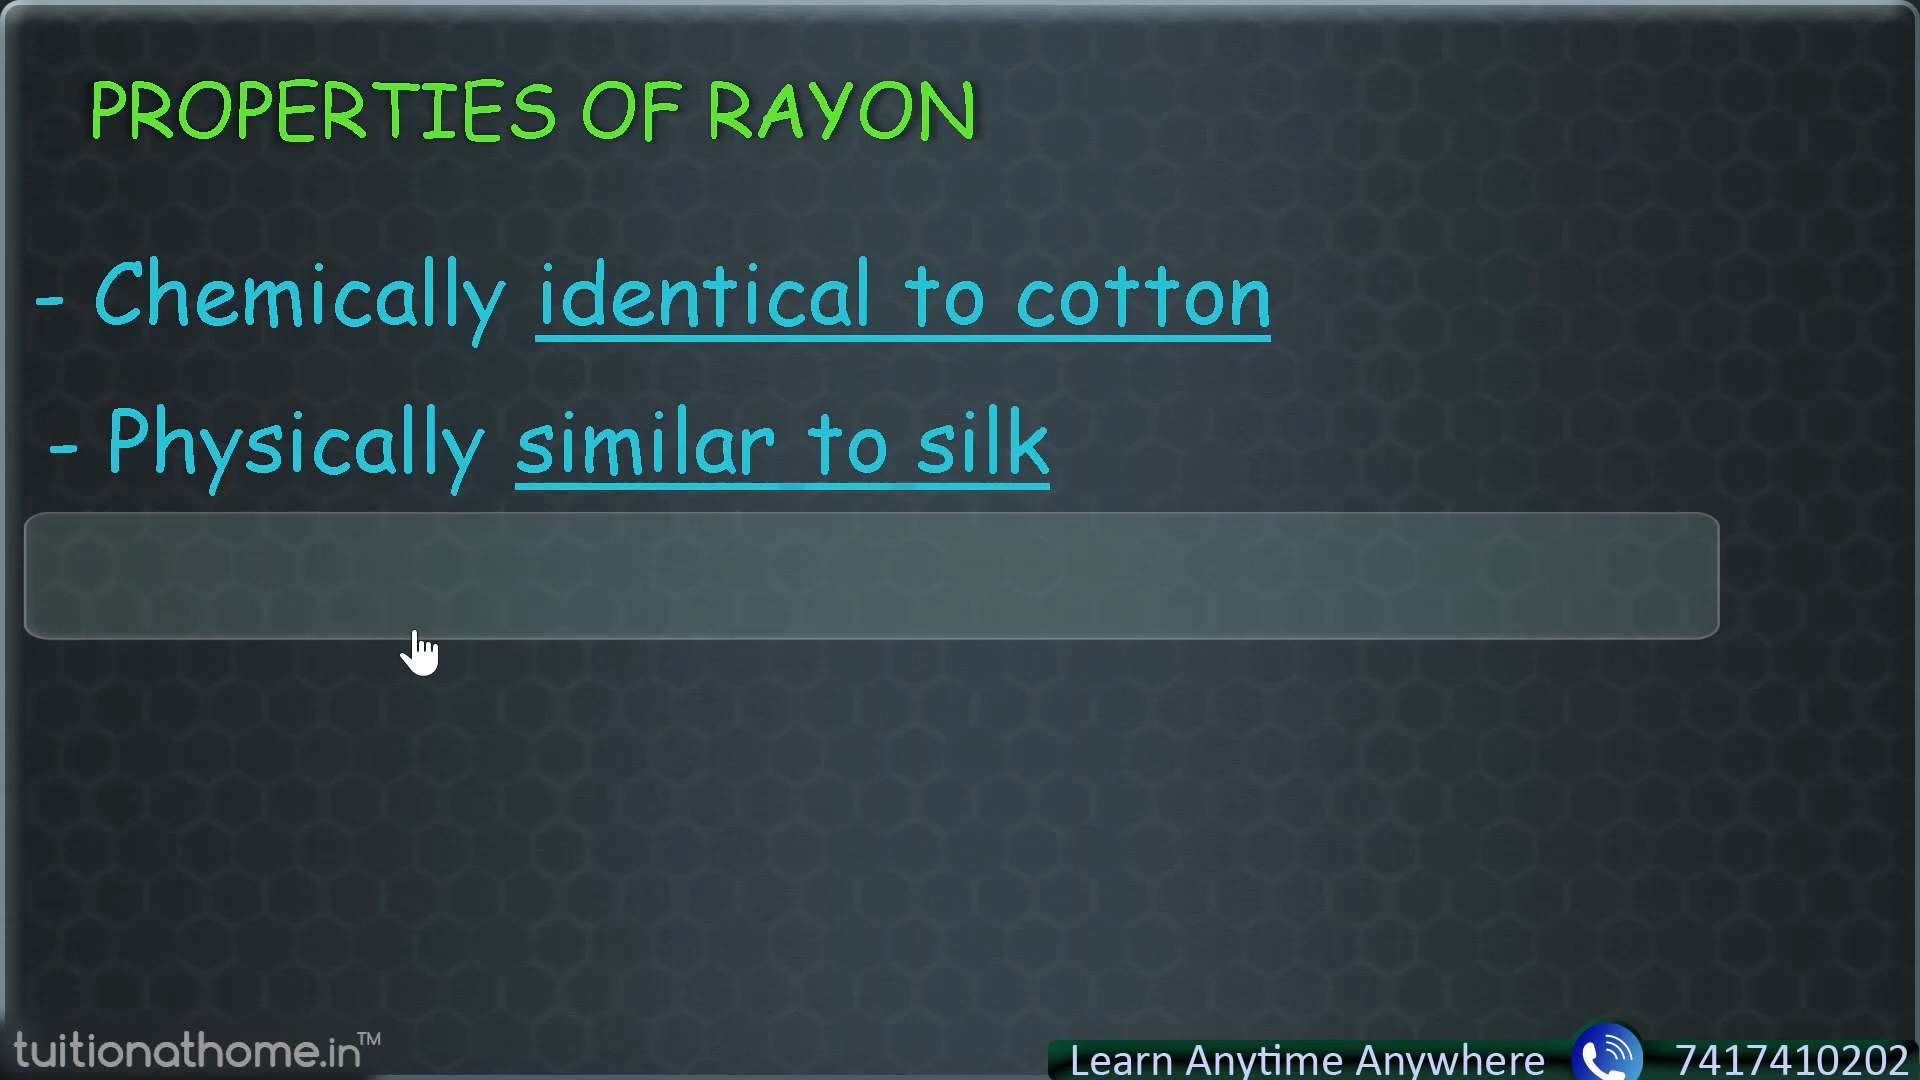 PROPERTIES OF RAYON
- Chemically identical to cotton
- Physically similar to silk
tuitionathome.in™
Learn Anytime Anywhere 7417410202